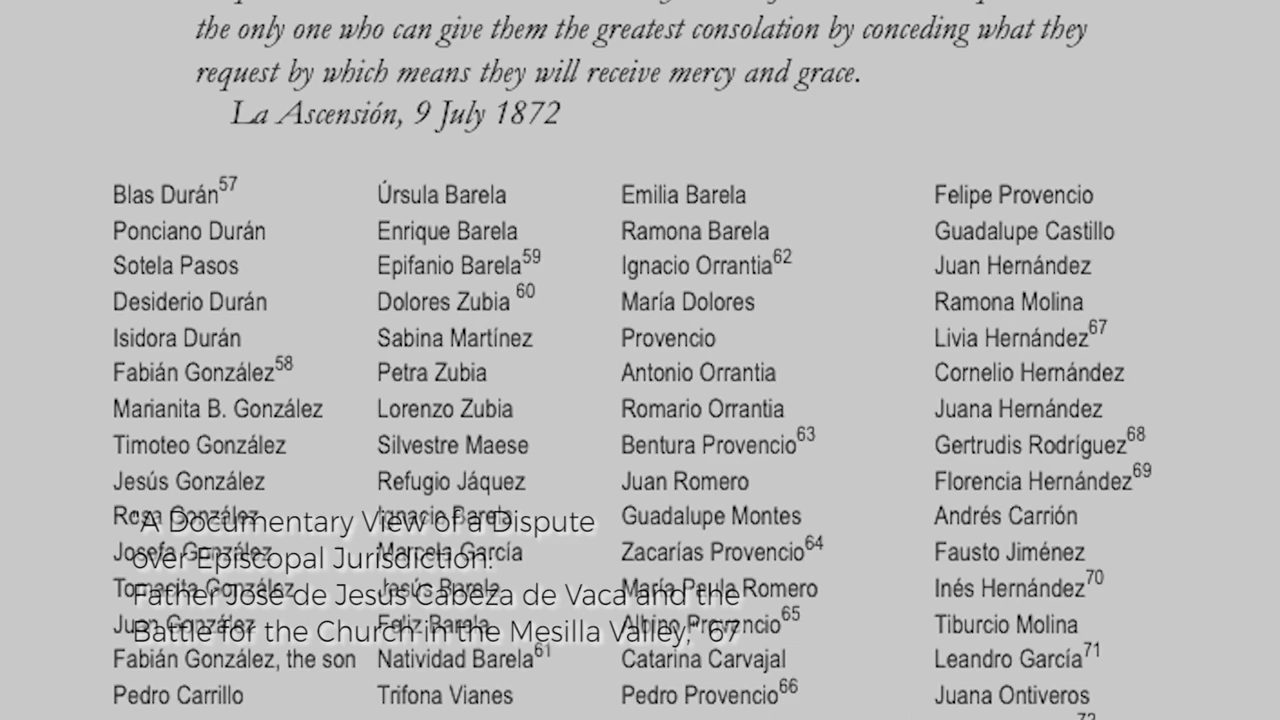 the only one who can give them the greatest consolation by conceding what they
request by which means they will receive mercy and grace.
La Ascensión, 9 July 1872
Blas Durán57
Ponciano Durán
Sotela Pasos
Desiderio Durán
Isidora Durán
Fabián González58
Marianita B. González
Timoteo González
Jesús González
Rosa González
Josefa González
Tomacita González
Juan González
Fabián González, the son
Pedro Carrillo
Úrsula Barela
Enrique Barela
Epifanio Barela59
Dolores Zubia 60
Sabina Martínez
Petra Zubia
Lorenzo Zubia
Silvestre Maese
Refugio Jáquez
Ignacio Barela
Marcela García
Jesús Barela
Feliz Barela
Natividad Barela61
Trifona Vianes
Emilia Barela
Ramona Barela
Ignacio Orrantia62
María Dolores
Provencio
Antonio Orrantia
Romario Orrantia
Bentura Provencio63
Juan Romero
Guadalupe Montes
Zacarías Provencio64
María Paula Romero
Albino Provencio65
Catarina Carvajal
Pedro Provencio66
Felipe Provencio
Guadalupe Castillo
Juan Hernández
Ramona Molina
Livia Hernández67
Cornelio Hernández
Juana Hernández
Gertrudis Rodríguez68
Florencia Hernández69
Andrés Carrión
Fausto Jiménez
Inés Hernández70
Tiburcio Molina
Leandro García71
Juana Ontiveros
"A Documentary View of a Dispute
over Episcopal Jurisdiction:
Father José de Jesús Cabeza de Vaca and the
Battle for the Church in the Mesilla Valley," 67